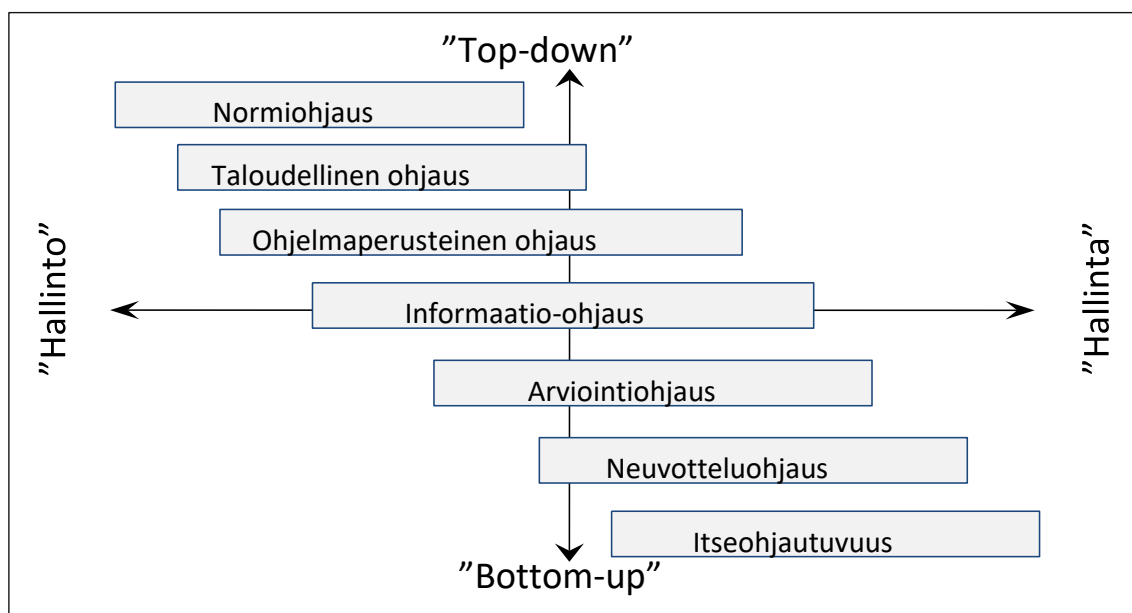 ”Top-down”
Normiohjaus
Taloudellinen ohjaus
Ohjelmaperusteinen ohjaus
”Hallinto”
Informaatio-ohjaus
”Hallinta”
Arviointiohjaus
Neuvotteluohjaus
Itseohjautuvuus
”Bottom-up”